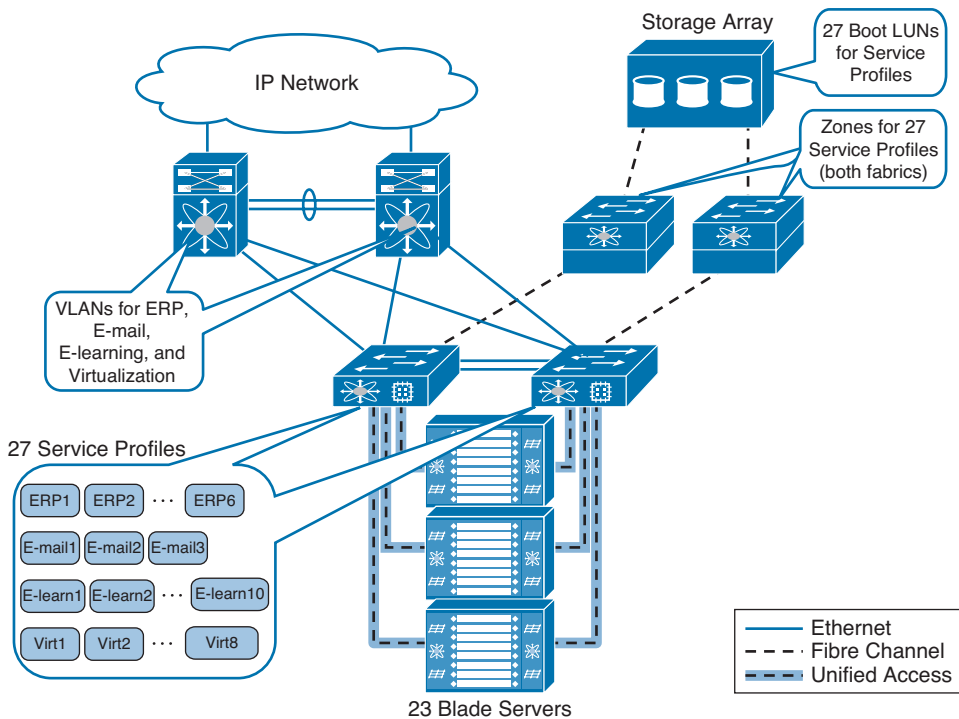 Storage Array
27 Boot LUNs
for Service
Profiles
IP Network
Zones for 27
Service Profiles
(both fabrics)
VLANs for ERP,
E-mail,
E-learning, and
Virtualization
27 Service Profiles
ERP1 ERP2 ··· ERP6
E-mail1 E-mail2 E-mail3
E-learn1 E-learn2 ··· E-learn10
Virt1 Virt2 ··· Virt8
23 Blade Servers
Ethernet
Fibre Channel
Unified Access